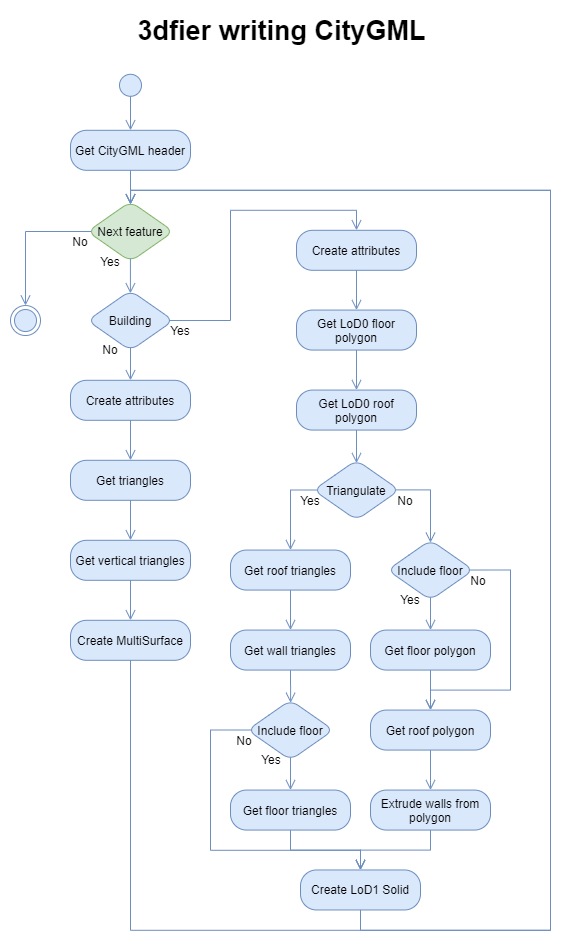 3dfier writing CityGML
Get CityGML header
Next feature
No
Yes
Building
Yes
No
Create attributes
Get triangles
Get vertical triangles
Create MultiSurface
Create attributes
Get LoD0 floor
polygon
Get LoD0 roof
polygon
Triangulate
Yes
No
Get roof triangles
Get wall triangles
Include floor
No
Yes
Get floor triangles
Include floor
No
Yes
Get floor polygon
Get roof polygon
Extrude walls from
polygon
Create LoD1 Solid